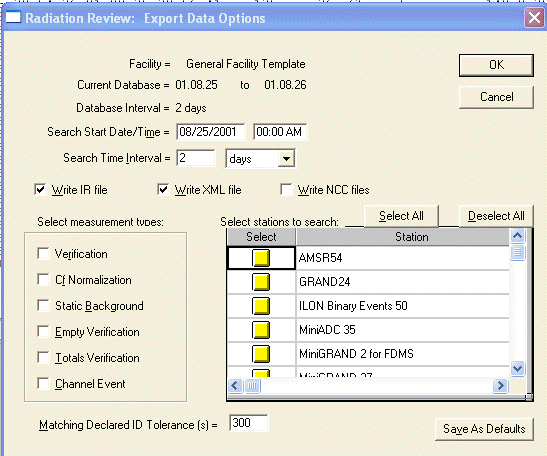 Radiation Review: Export Data Options
Facility = General Facility Template
OK
Current Database = 01.08.25 to 01.08.26
Cancel
Database Interval = 2 days
Search Start Date/Time = 08/25/2001 00:00 AM
Search Time Interval = 2 days
Write IR file Write XML file Write NCC files
Select measurement types:
Select stations to search: Select All Deselect All
Select Station
Verification
AMSR54
Cf Normalization
GRAND24
Static Background
ILON Binary Events 50
Empty Verification
MiniADC 35
Totals Verification
MiniGRAND 2 for FDMS
Channel Event
MiniGRAND 27
Matching Declared ID Tolerance (s) = 300
Save As Defaults